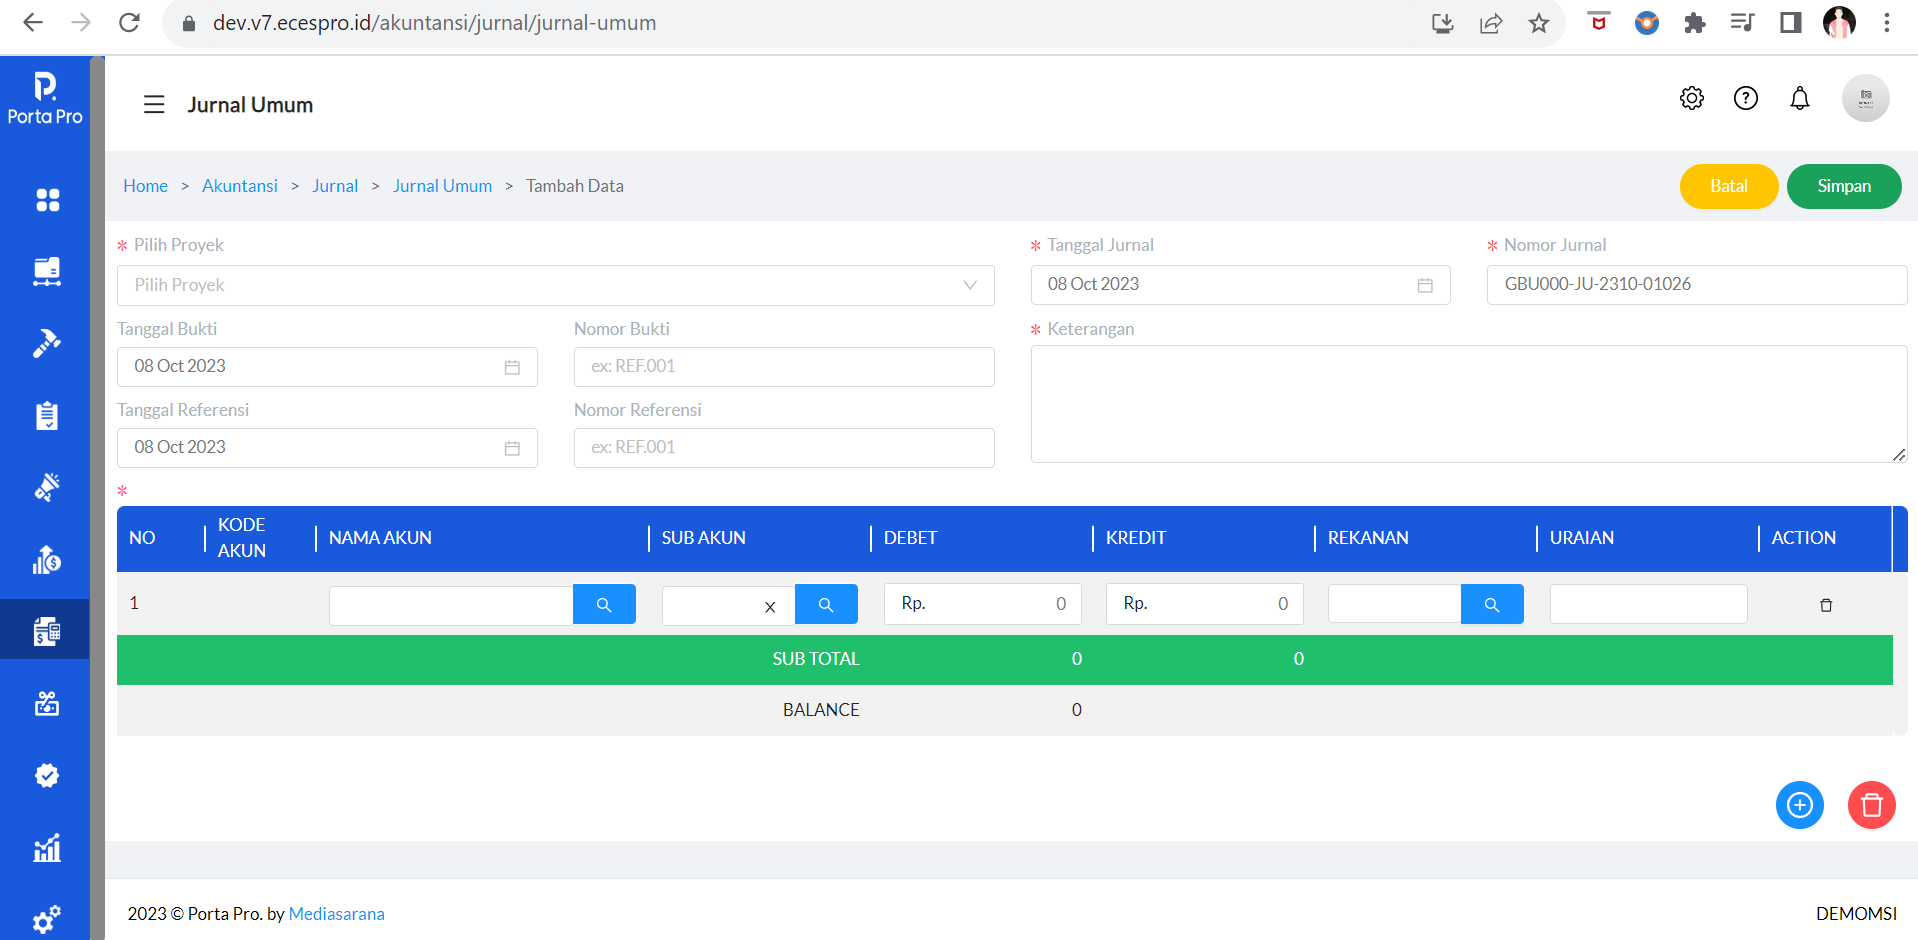 dev.v7.ecespro.id/akuntansi/jurnal/jurnal-umum
Porta Pro
Jurnal Umum
Home > Akuntansi > Jurnal > Jurnal Umum > Tambah Data
Batal
Simpan
* Pilih Proyek
* Tanggal Jurnal
* Nomor Jurnal
Pilih Proyek
08 Oct 2023
GBU000-JU-2310-01026
Tanggal Bukti
Nomor Bukti
* Keterangan
08 Oct 2023
ex: REF.001
Tanggal Referensi
Nomor Referensi
08 Oct 2023
ex: REF.001
*
NO
KODE
AKUN
NAMA AKUN
SUB AKUN
DEBET
KREDIT
REKANAN
URAIAN
ACTION
1
X
Rp. 0
Rp. 0
SUB TOTAL 0 0
BALANCE 0
2023 © Porta Pro. by Mediasarana
DEMOMSI